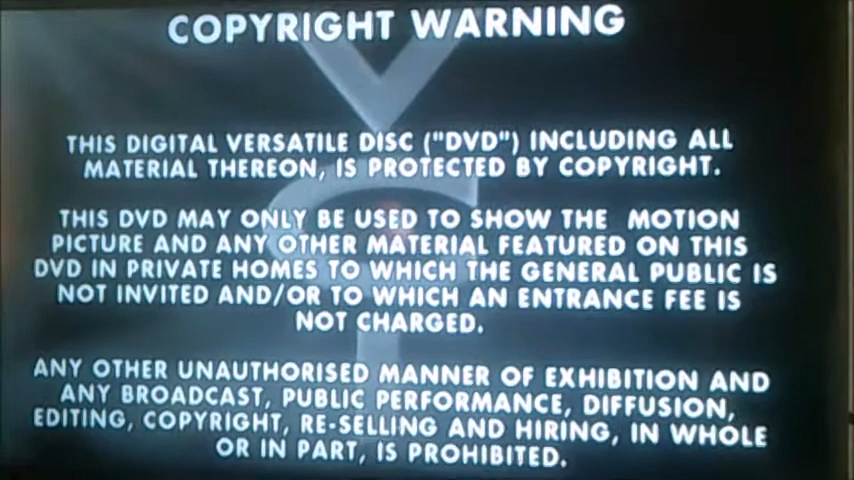 COPYRIGHT WARNING
THIS DIGITAL VERSATILE DISC ("DVD") INCLUDING ALL
MATERIAL THEREON, IS PROTECTED BY COPYRIGHT.
THIS DVD MAY ONLY BE USED TO SHOW THE MOTION
PICTURE AND ANY OTHER MATERIAL FEATURED ON THIS
DVD IN PRIVATE HOMES TO WHICH THE GENERAL PUBLIC IS
NOT INVITED AND/OR TO WHICH AN ENTRANCE FEE IS
NOT CHARGED.
ANY OTHER UNAUTHORISED MANNER OF EXHIBITION AND
ANY BROADCAST, PUBLIC PERFORMANCE, DIFFUSION,
EDITING, COPYRIGHT, RE-SELLING AND HIRING, IN WHOLE
OR IN PART, IS PROHIBITED.